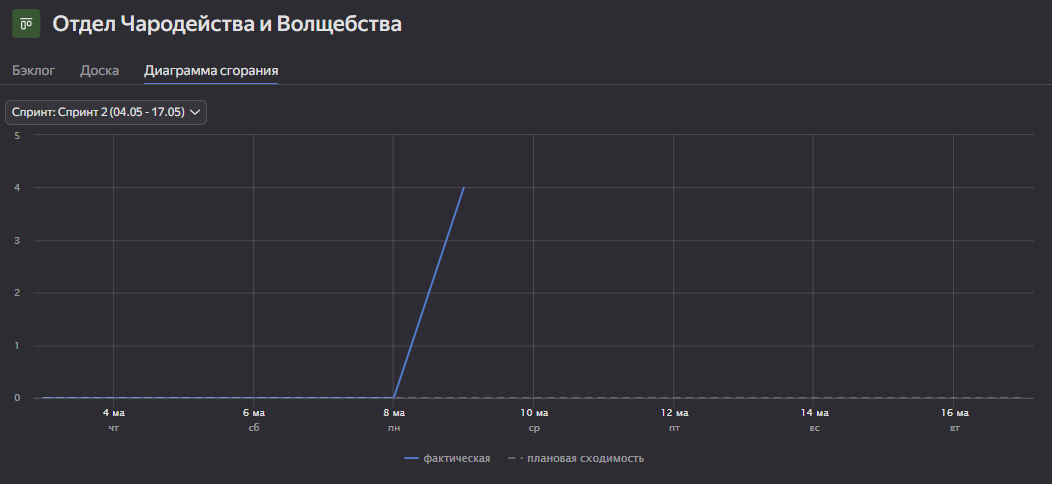 Отдел Чародейства и Волщебства
Бэклог Доска Диаграмма сгорания
Спринт: Спринт 2 (04.05 - 17.05)
5
4
3
2
1
0
4 ма 6 ма 8 ма 10 ма 12 ма 14 ма 16 ма
чт сб пн ср пт вс вт
фактическая плановая сходимость